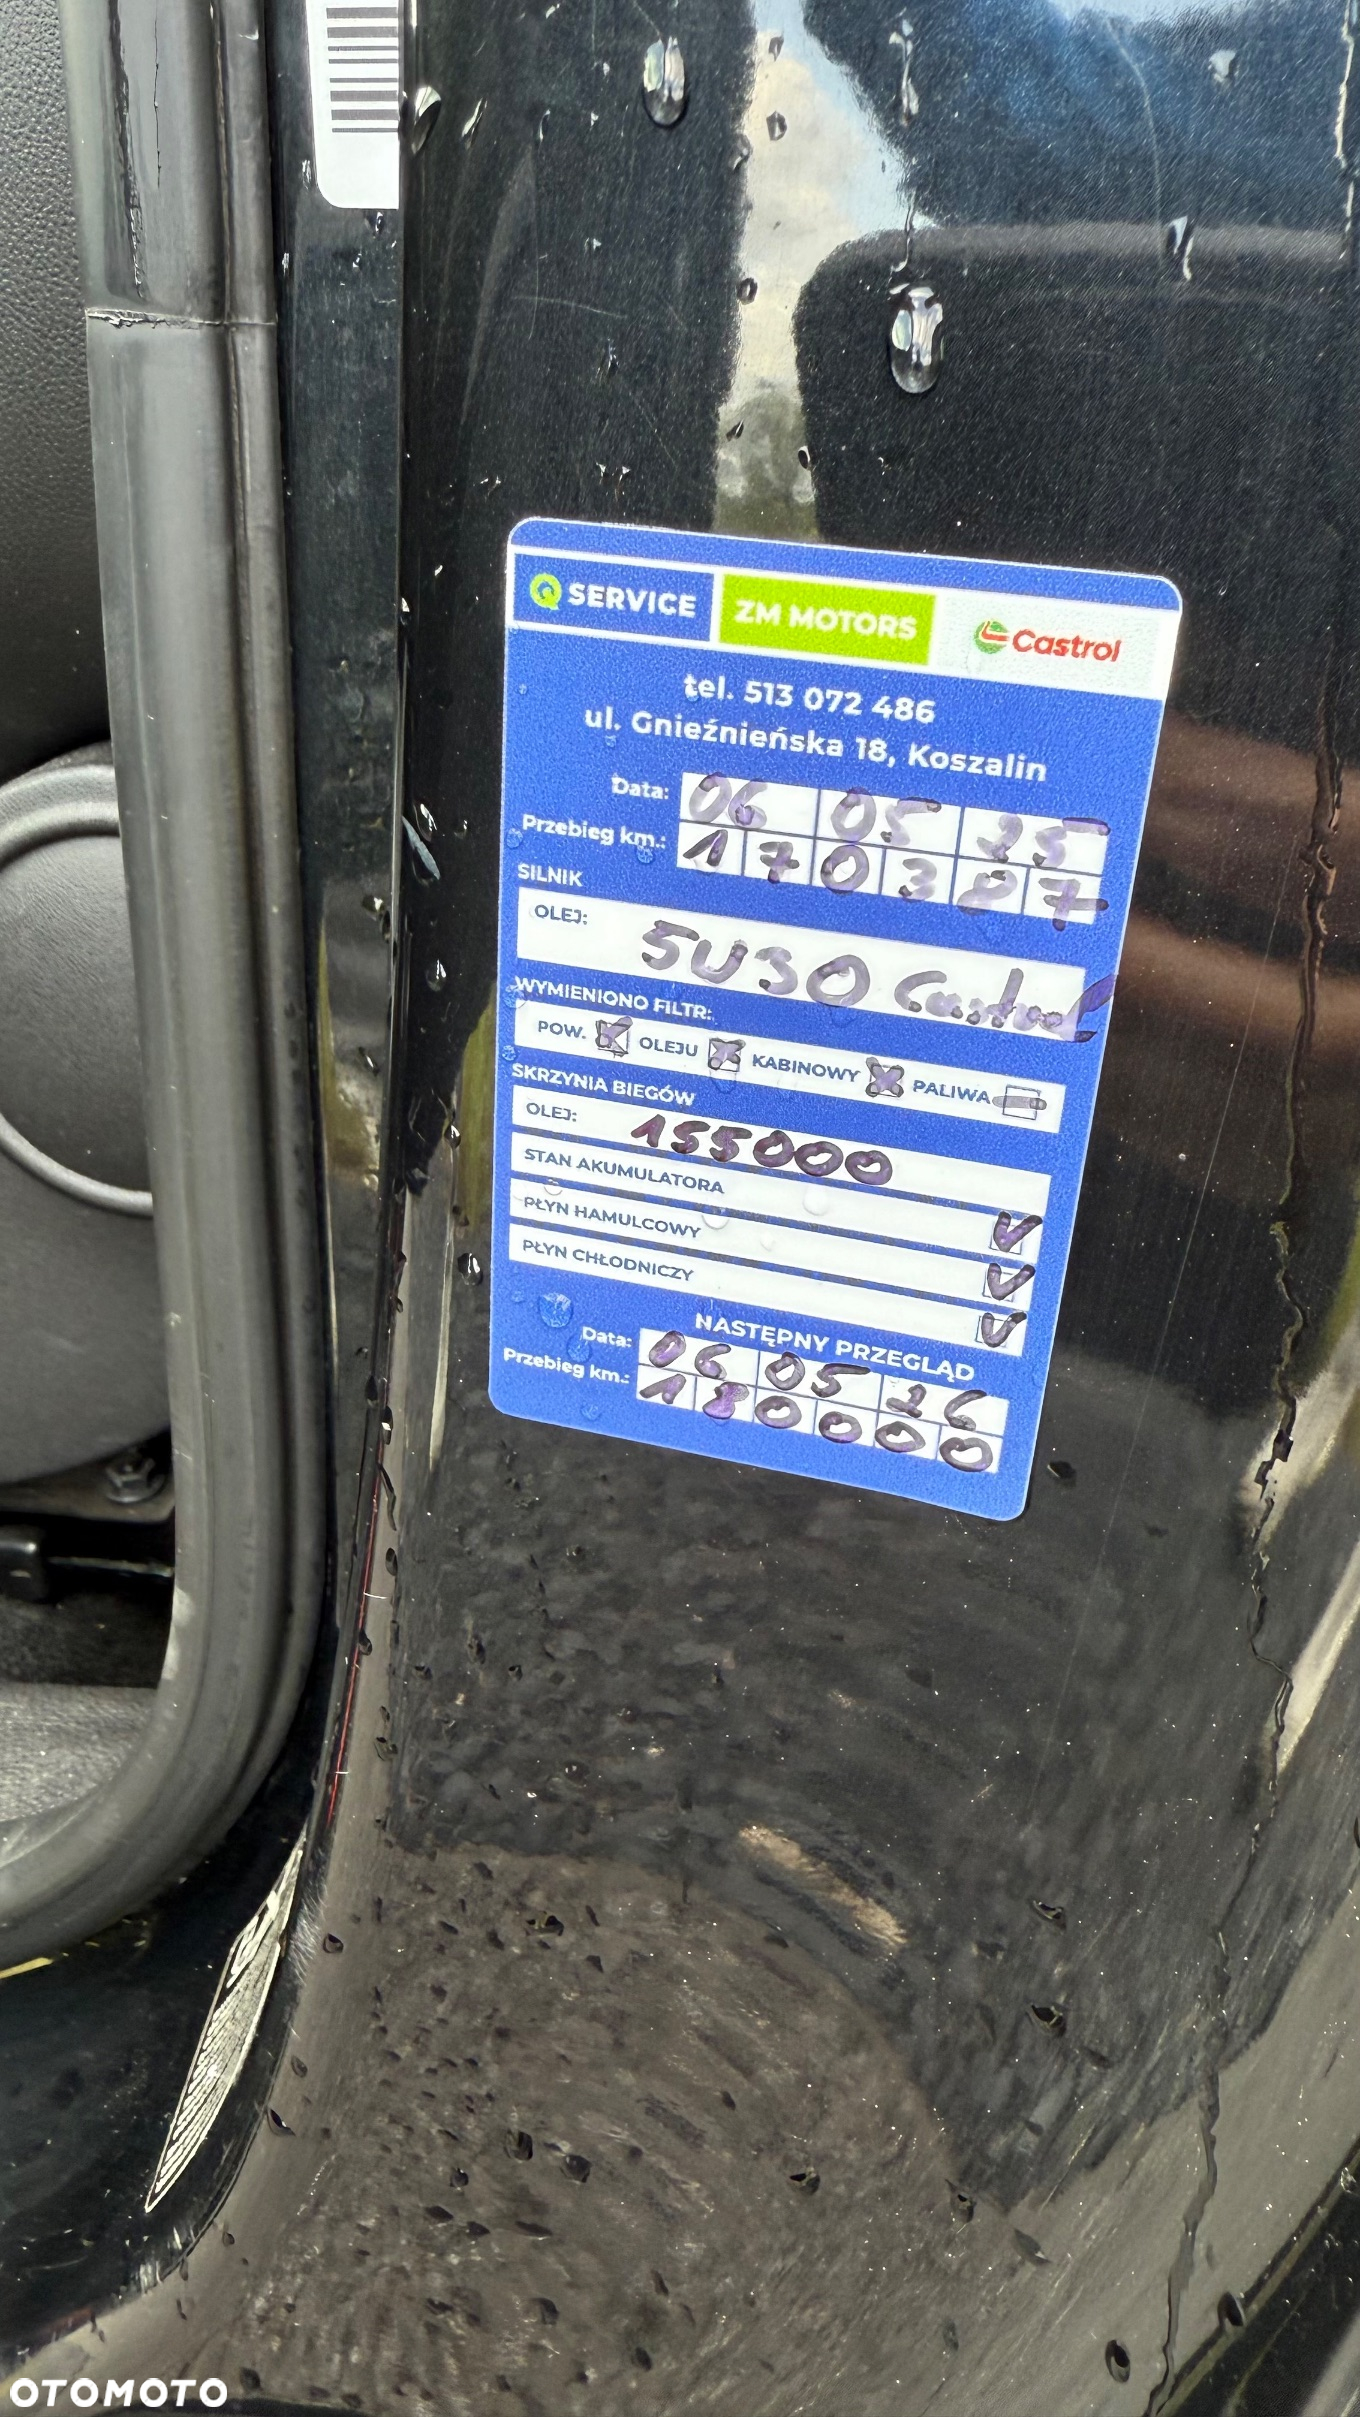 Q SERVICE ZM MOTORS Castrol
tel. 513 072 486
ul. Gnieźnieńska 18, Koszalin
Data: 06 05 25
Przebieg km.: 170387
SILNIK
OLEJ: 5W30 Castrol
WYMIENIONO FILTR:
POW. OLEJU KABINOWY PALIWA
SKRZYNIA BIEGÓW
OLEJ: 155000
STAN AKUMULATORA
PŁYN HAMULCOWY
PŁYN CHŁODNICZY
NASTĘPNY PRZEGLĄD
Data: 06 05 26
Przebieg km.: 180000
OTOMOTO